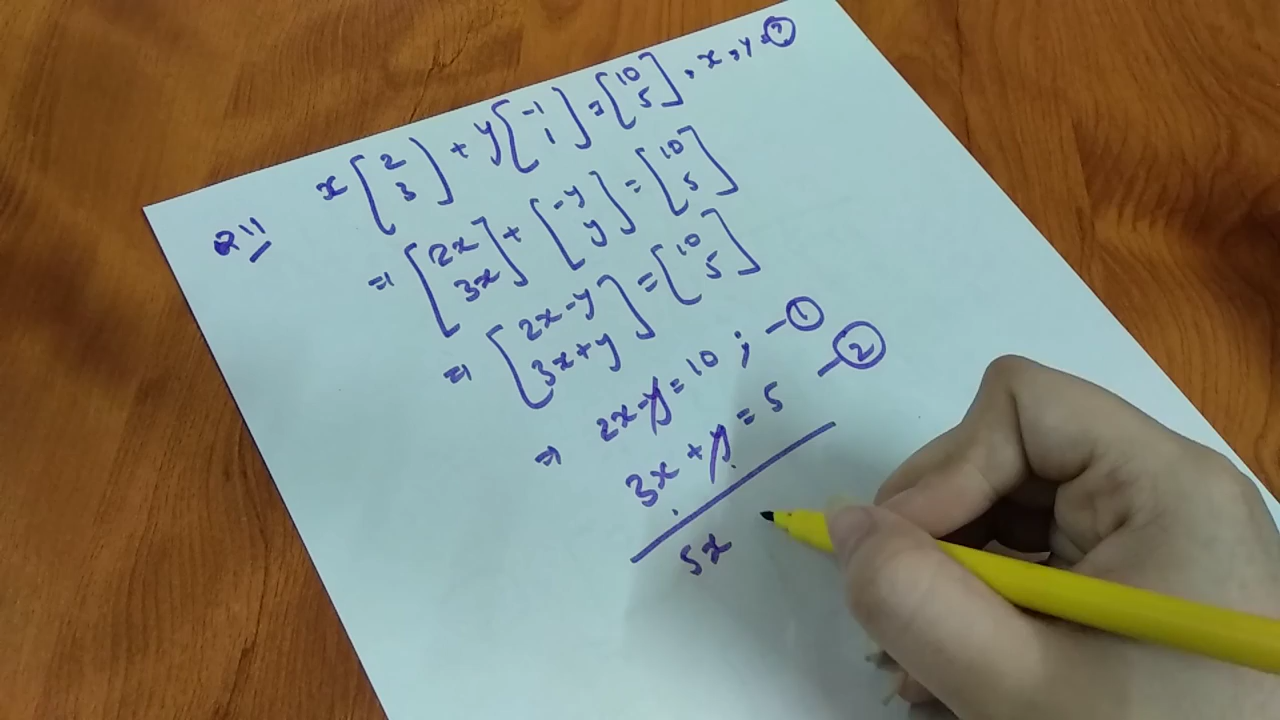 x [2 3] + y [-1 1] = [10 5], x, y = ?
Q11
=> [2x 3x] + [-y y] = [10 5]
=> [2x-y 3x+y] = [10 5]
=> 2x-y = 10 ; - 1
3x + y = 5 - 2
5x